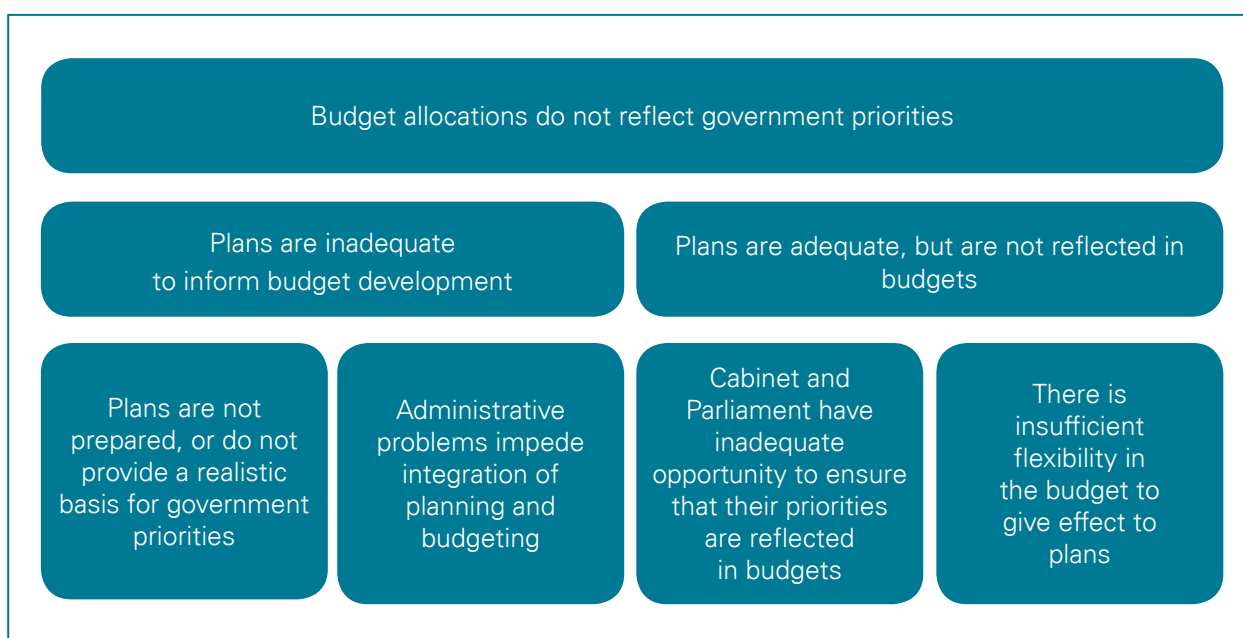 Budget allocations do not reflect government priorities
Plans are inadequate
to inform budget development
Plans are adequate, but are not reflected in
budgets
Plans are not
prepared, or do not
provide a realistic
basis for government
priorities
Administrative
problems impede
integration of
planning and
budgeting
Cabinet and
Parliament have
inadequate
opportunity to ensure
that their priorities
are reflected
in budgets
There is
insufficient
flexibility in
the budget to
give effect to
plans